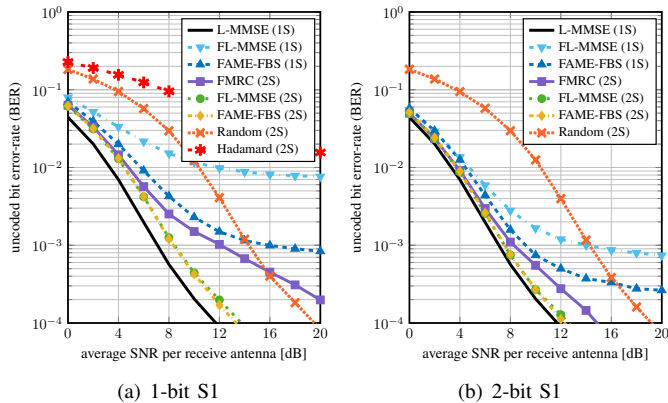 10^0
10^-1
10^-2
10^-3
10^-4
uncoded bit error-rate (BER)
0 4 8 12 16 20
average SNR per receive antenna [dB]
L-MMSE (1S)
FL-MMSE (1S)
FAME-FBS (1S)
FMRC (2S)
FL-MMSE (2S)
FAME-FBS (2S)
Random (2S)
Hadamard (2S)
(a) 1-bit S1
10^0
10^-1
10^-2
10^-3
10^-4
uncoded bit error-rate (BER)
0 4 8 12 16 20
average SNR per receive antenna [dB]
L-MMSE (1S)
FL-MMSE (1S)
FAME-FBS (1S)
FMRC (2S)
FL-MMSE (2S)
FAME-FBS (2S)
Random (2S)
(b) 2-bit S1